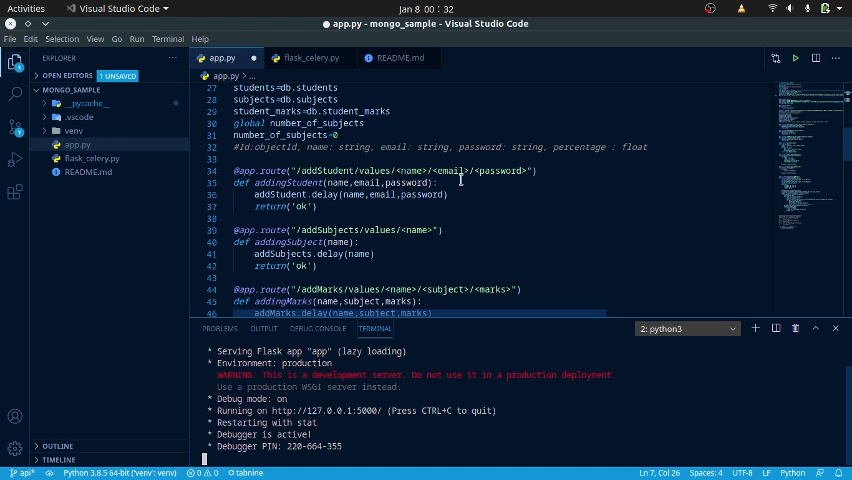 Activities
Visual Studio Code
Jan 8 00 : 32
app.py • mongo_sample - Visual Studio Code
File Edit Selection View Go Run Terminal Help
EXPLORER
OPEN EDITORS 1 UNSAVED
MONGO_SAMPLE
__pycache__
.vscode
venv
app.py
flask_celery.py
README.md
OUTLINE
TIMELINE
app.py
flask_celery.py
README.md
app.py > ...
27 students=db.students
28 subjects=db.subjects
29 student_marks=db.student_marks
30 global number_of_subjects
31 number_of_subjects=0
32 #Id:objectId, name: string, email: string, password: string, percentage : float
33
34 @app.route("/addStudent/values/<name>/<email>/<password>")
35 def addingStudent(name,email,password):
36 addStudent.delay(name,email,password)
37 return('ok')
38
39 @app.route("/addSubjects/values/<name>")
40 def addingSubject(name):
41 addSubjects.delay(name)
42 return('ok')
43
44 @app.route("/addMarks/values/<name>/<subject>/<marks>")
45 def addingMarks(name,subject,marks):
46 addMarks.delay(name,subject,marks)
PROBLEMS OUTPUT DEBUG CONSOLE TERMINAL
2: python3
* Serving Flask app "app" (lazy loading)
* Environment: production
WARNING: This is a development server. Do not use it in a production deployment.
Use a production WSGI server instead.
* Debug mode: on
* Running on http://127.0.0.1:5000/ (Press CTRL+C to quit)
* Restarting with stat
* Debugger is active!
* Debugger PIN: 220-664-355
api* Python 3.8.5 64-bit ('venv': venv) 0 0 tabnine
Ln 7, Col 26 Spaces: 4 UTF-8 LF Python